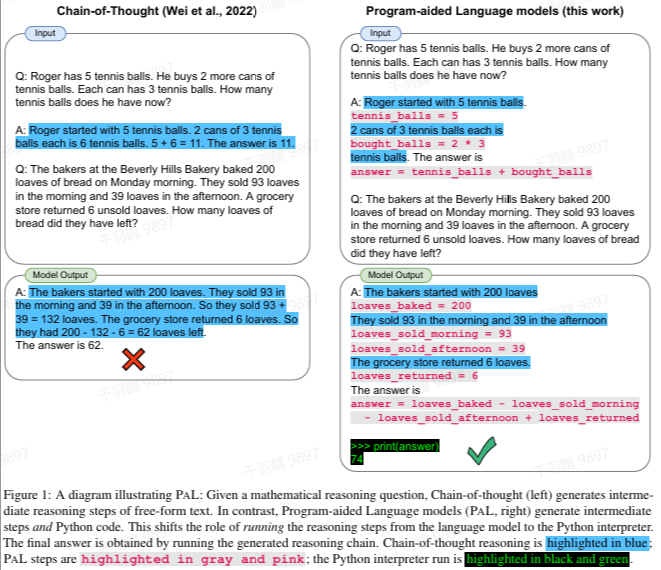 Chain-of-Thought (Wei et al., 2022)
Input
Q: Roger has 5 tennis balls. He buys 2 more cans of
tennis balls. Each can has 3 tennis balls. How many
tennis balls does he have now?
A: Roger started with 5 tennis balls. 2 cans of 3 tennis
balls each is 6 tennis balls. 5 + 6 = 11. The answer is 11.
Q: The bakers at the Beverly Hills Bakery baked 200
loaves of bread on Monday morning. They sold 93 loaves
in the morning and 39 loaves in the afternoon. A grocery
store returned 6 unsold loaves. How many loaves of
bread did they have left?
Model Output
A: The bakers started with 200 loaves. They sold 93 in
the morning and 39 in the afternoon. So they sold 93 +
39 = 132 loaves. The grocery store returned 6 loaves. So
they had 200 - 132 - 6 = 62 loaves left.
The answer is 62.
Program-aided Language models (this work)
Input
Q: Roger has 5 tennis balls. He buys 2 more cans of
tennis balls. Each can has 3 tennis balls. How many
tennis balls does he have now?
A: Roger started with 5 tennis balls.
tennis_balls = 5
2 cans of 3 tennis balls each is
bought_balls = 2 * 3
tennis balls. The answer is
answer = tennis_balls + bought_balls
Q: The bakers at the Beverly Hills Bakery baked 200
loaves of bread on Monday morning. They sold 93 loaves
in the morning and 39 loaves in the afternoon. A grocery
store returned 6 unsold loaves. How many loaves of bread
did they have left?
Model Output
A: The bakers started with 200 loaves
loaves_baked = 200
They sold 93 in the morning and 39 in the afternoon
loaves_sold_morning = 93
loaves_sold_afternoon = 39
The grocery store returned 6 loaves.
loaves_returned = 6
The answer is
answer = loaves_baked - loaves_sold_morning
- loaves_sold_afternoon + loaves_returned
>>> print(answer)
74
Figure 1: A diagram illustrating PAL: Given a mathematical reasoning question, Chain-of-thought (left) generates interme-
diate reasoning steps of free-form text. In contrast, Program-aided Language models (PAL, right) generate intermediate
steps and Python code. This shifts the role of running the reasoning steps from the language model to the Python interpreter.
The final answer is obtained by running the generated reasoning chain. Chain-of-thought reasoning is highlighted in blue;
PAL steps are highlighted in gray and pink; the Python interpreter run is highlighted in black and green.